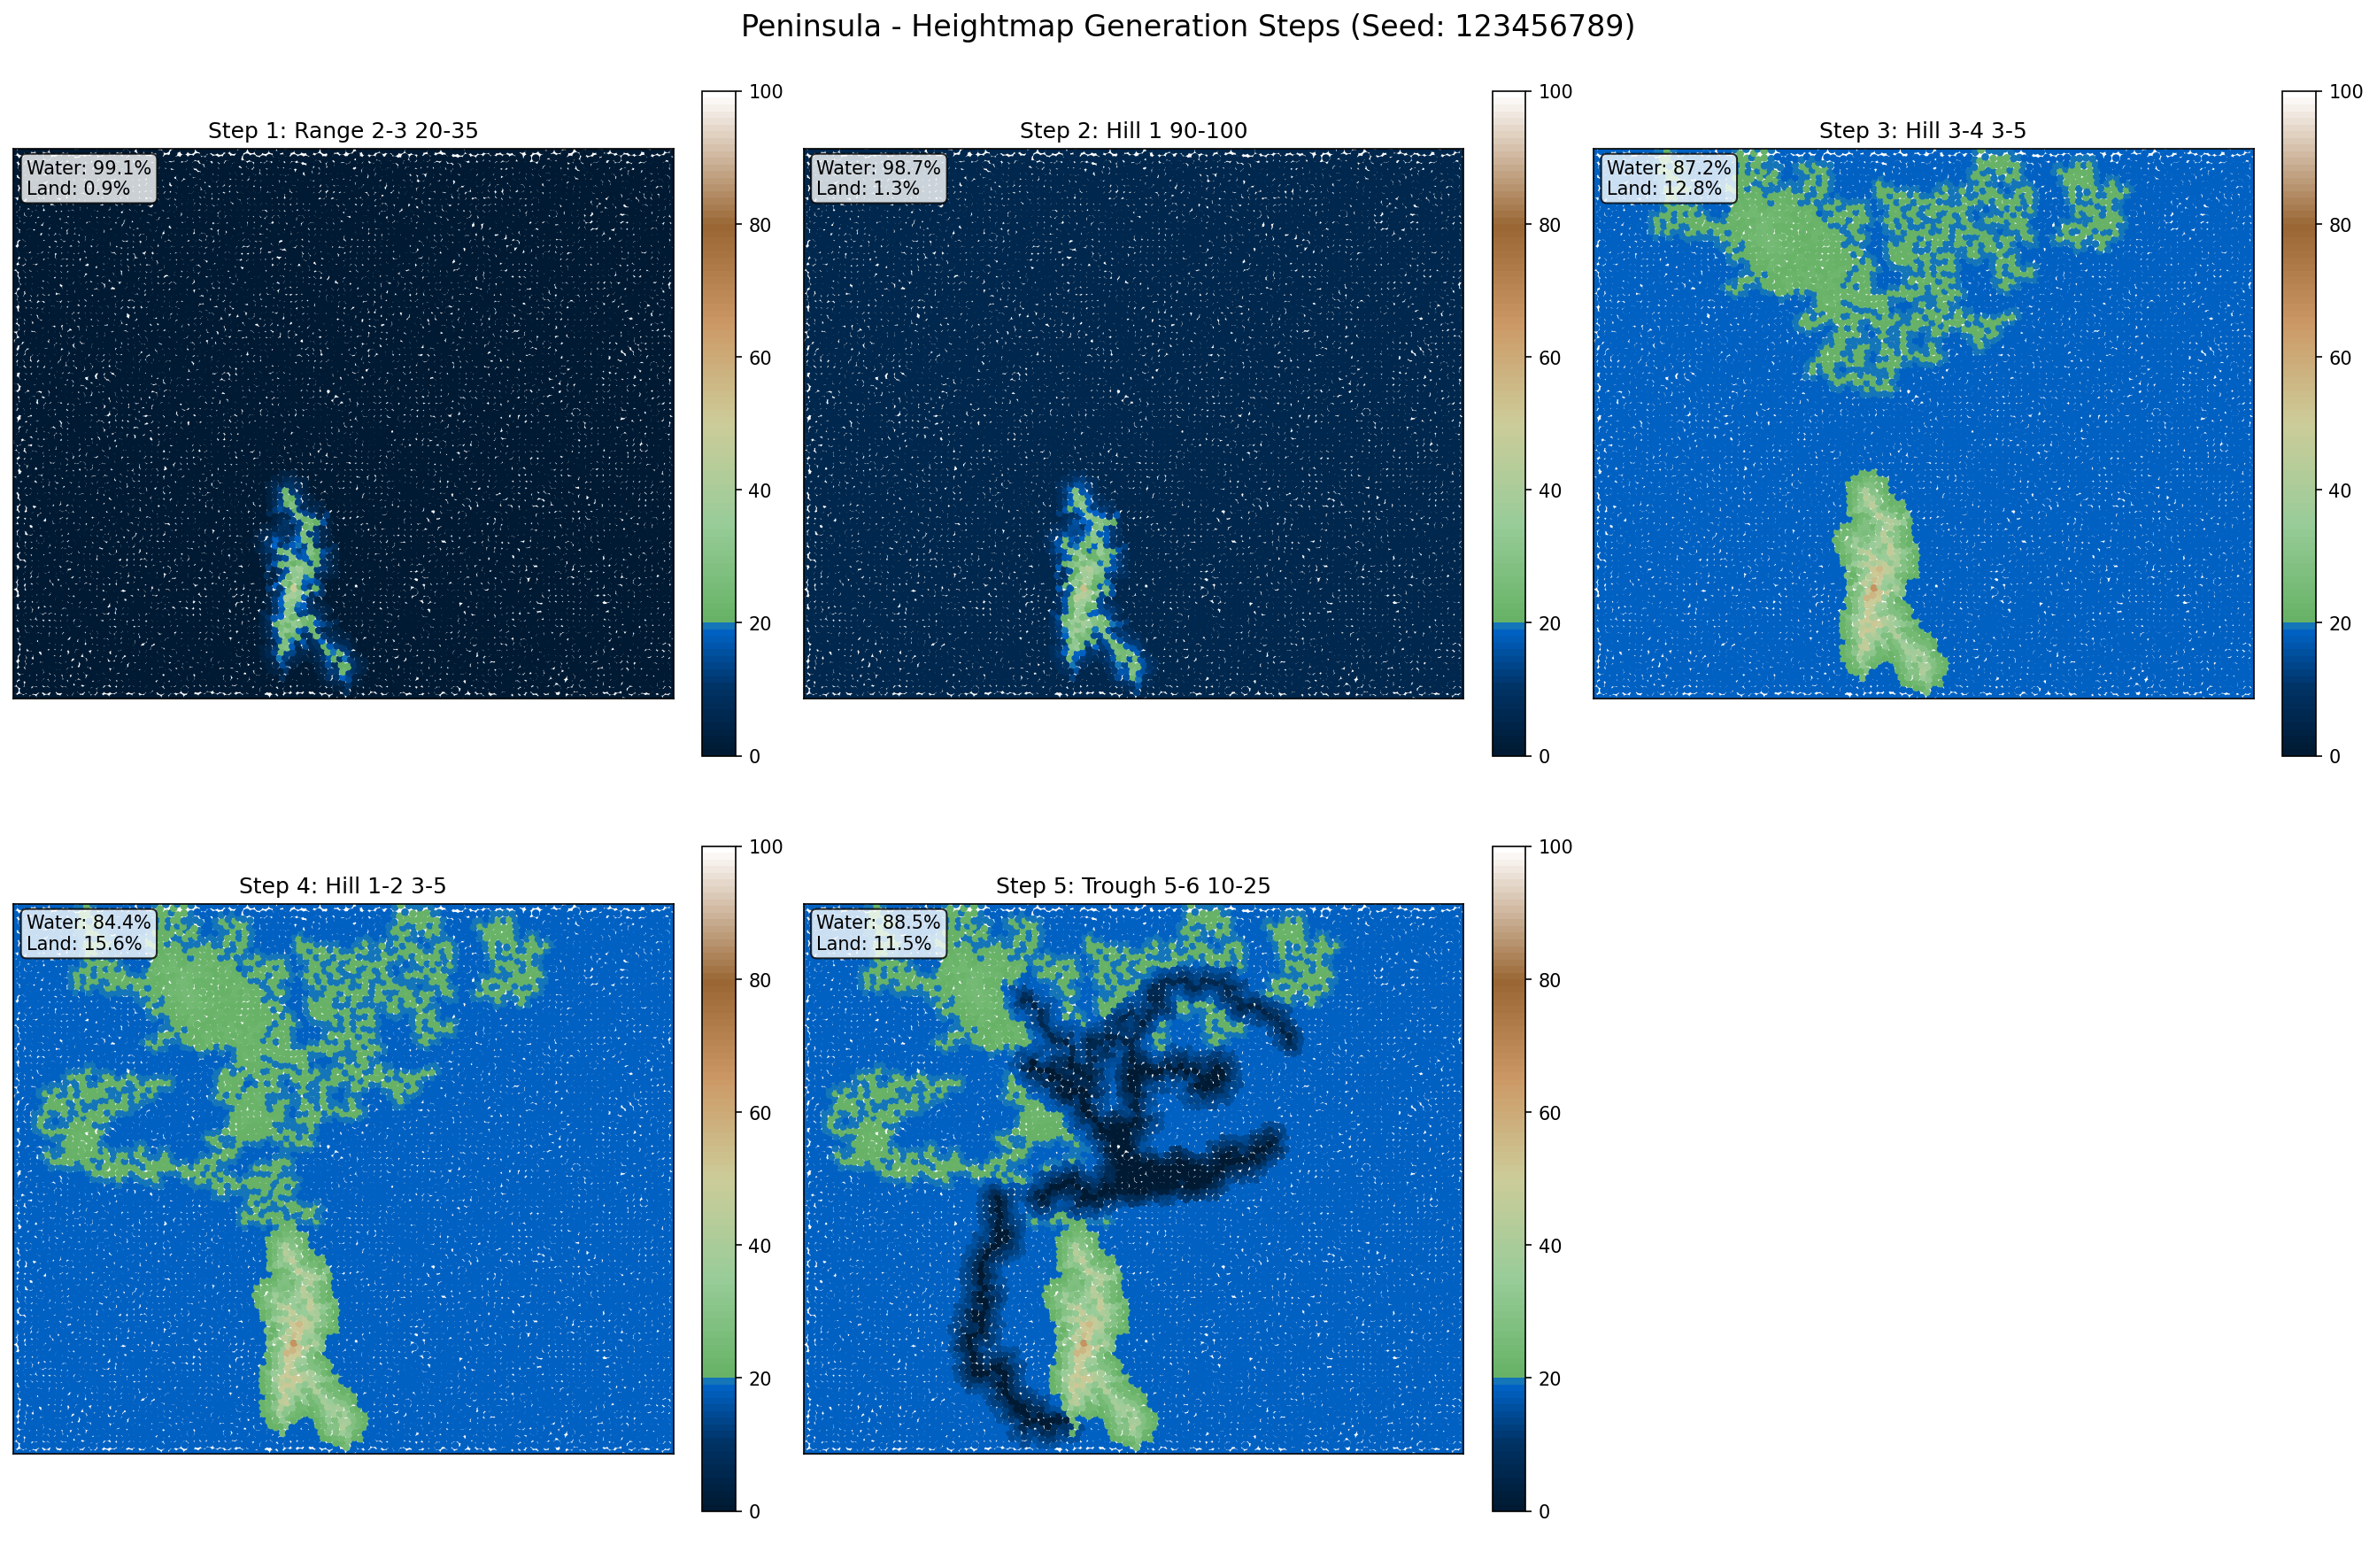 Peninsula - Heightmap Generation Steps (Seed: 123456789)
Step 1: Range 2-3 20-35
Water: 99.1%
Land: 0.9%
100
80
60
40
20
0
Step 2: Hill 1 90-100
Water: 98.7%
Land: 1.3%
100
80
60
40
20
0
Step 3: Hill 3-4 3-5
Water: 87.2%
Land: 12.8%
100
80
60
40
20
0
Step 4: Hill 1-2 3-5
Water: 84.4%
Land: 15.6%
100
80
60
40
20
0
Step 5: Trough 5-6 10-25
Water: 88.5%
Land: 11.5%
100
80
60
40
20
0